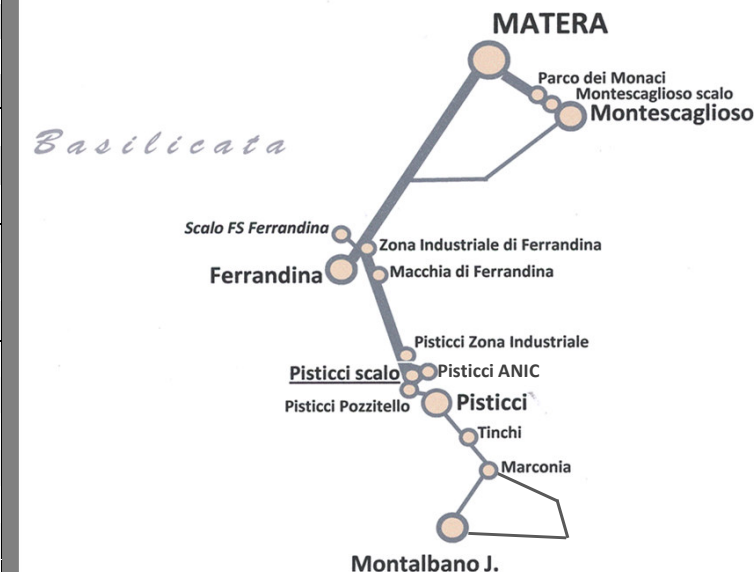 MATERA
Parco dei Monaci
Montescaglioso scalo
Montescaglioso
Basilicata
Scalo FS Ferrandina
Zona Industriale di Ferrandina
Ferrandina
Macchia di Ferrandina
Pisticci Zona Industriale
Pisticci scalo
Pisticci ANIC
Pisticci Pozzitello
Pisticci
Tinchi
Marconia
Montalbano J.